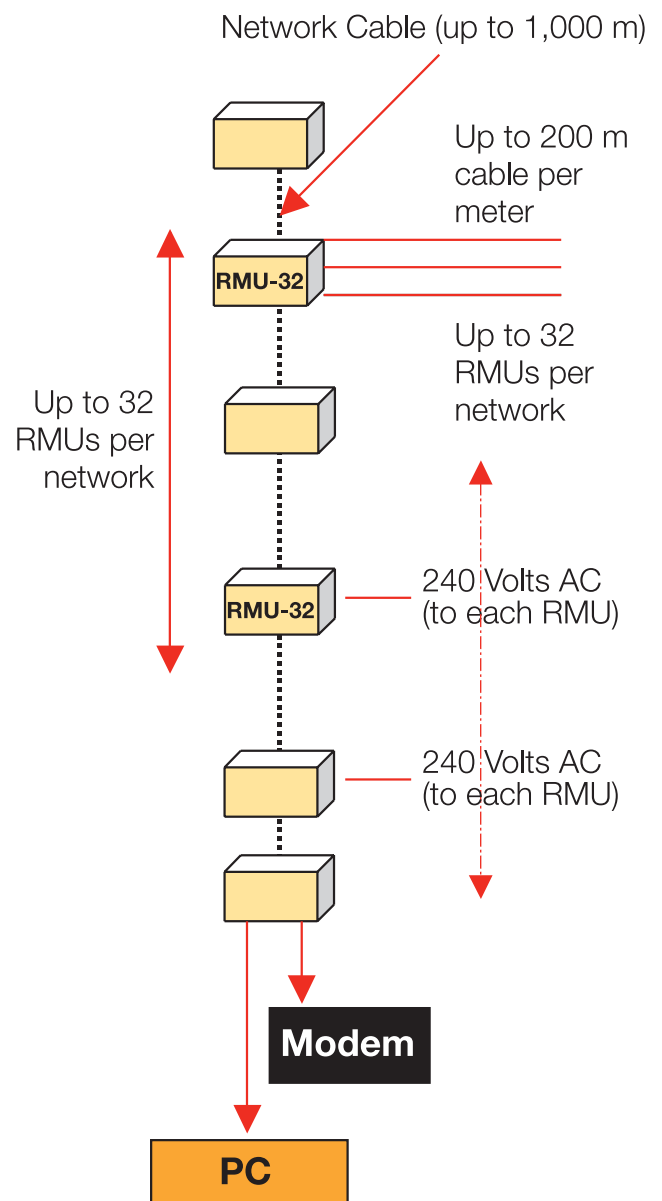 Network Cable (up to 1,000 m)
Up to 200 m
cable per
meter
RMU-32
Up to 32
RMUs per
network
Up to 32
RMUs per
network
240 Volts AC
(to each RMU)
RMU-32
240 Volts AC
(to each RMU)
Modem
PC